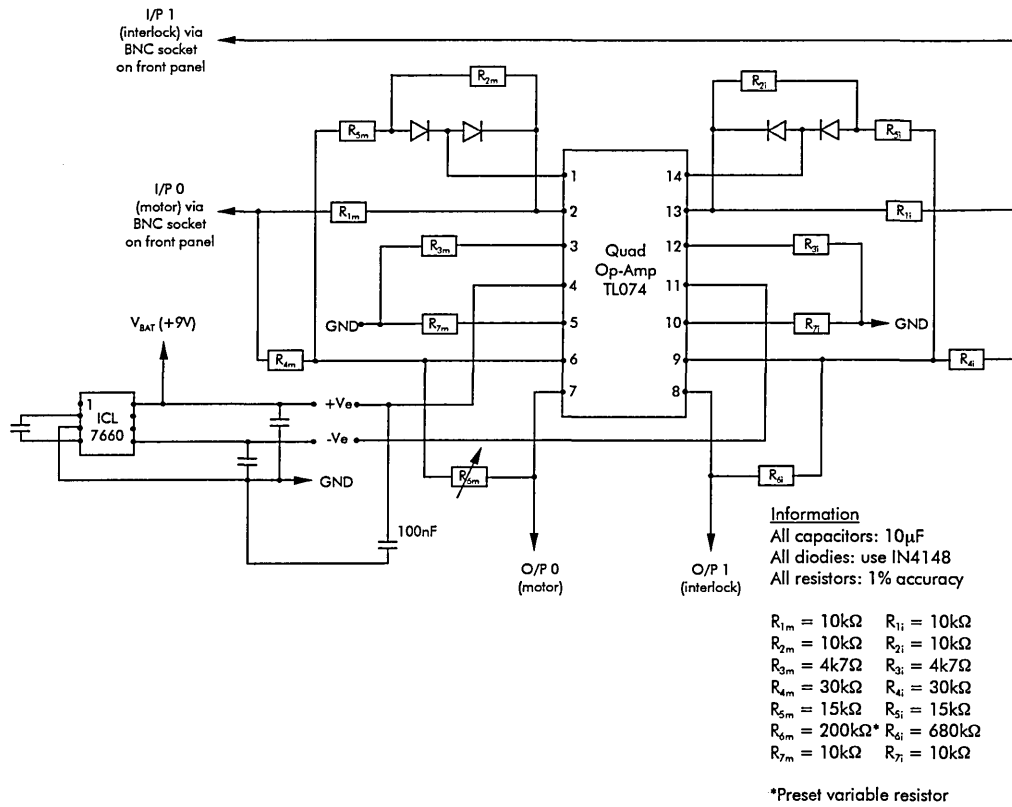 I/P 1
(interlock) via
BNC socket
on front panel
R2m
R2i
R5m
R5i
I/P 0
(motor) via
BNC socket
on front panel
R1m
R1i
R3m
R3i
GND
R7m
R7i
GND
R4m
R4i
1
2
3
4
5
6
7
14
13
12
11
10
9
8
Quad
Op-Amp
TL074
VBAT (+9V)
1
ICL
7660
+Ve
-Ve
GND
R6m
R6i
100nF
O/P 0
(motor)
O/P 1
(interlock)
Information
All capacitors: 10µF
All diodes: use IN4148
All resistors: 1% accuracy
R1m = 10kΩ R1i = 10kΩ
R2m = 10kΩ R2i = 10kΩ
R3m = 4k7Ω R3i = 4k7Ω
R4m = 30kΩ R4i = 30kΩ
R5m = 15kΩ R5i = 15kΩ
R6m = 200kΩ* R6i = 680kΩ
R7m = 10kΩ R7i = 10kΩ
*Preset variable resistor